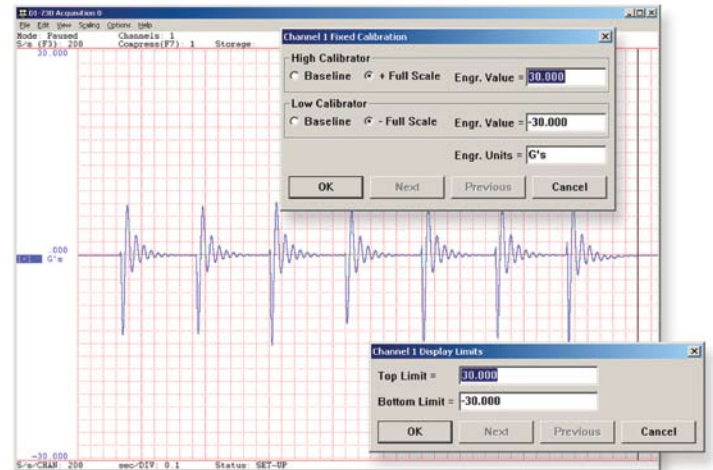 DI-730 Acquisition 0
File Edit View Scaling Options Help
Mode: Paused Channels: 1
S/s (F3): 200 Compress(F7): 1 Storage:
30.000
.000
1=1 G's
-30.000
S/s/CHAN: 200 sec/DIV: 0.1 Status: SET-UP
Channel 1 Fixed Calibration
High Calibrator
Baseline + Full Scale Engr. Value = 30.000
Low Calibrator
Baseline - Full Scale Engr. Value = -30.000
Engr. Units = G's
OK Next Previous Cancel
Channel 1 Display Limits
Top Limit = 30.000
Bottom Limit = -30.000
OK Next Previous Cancel